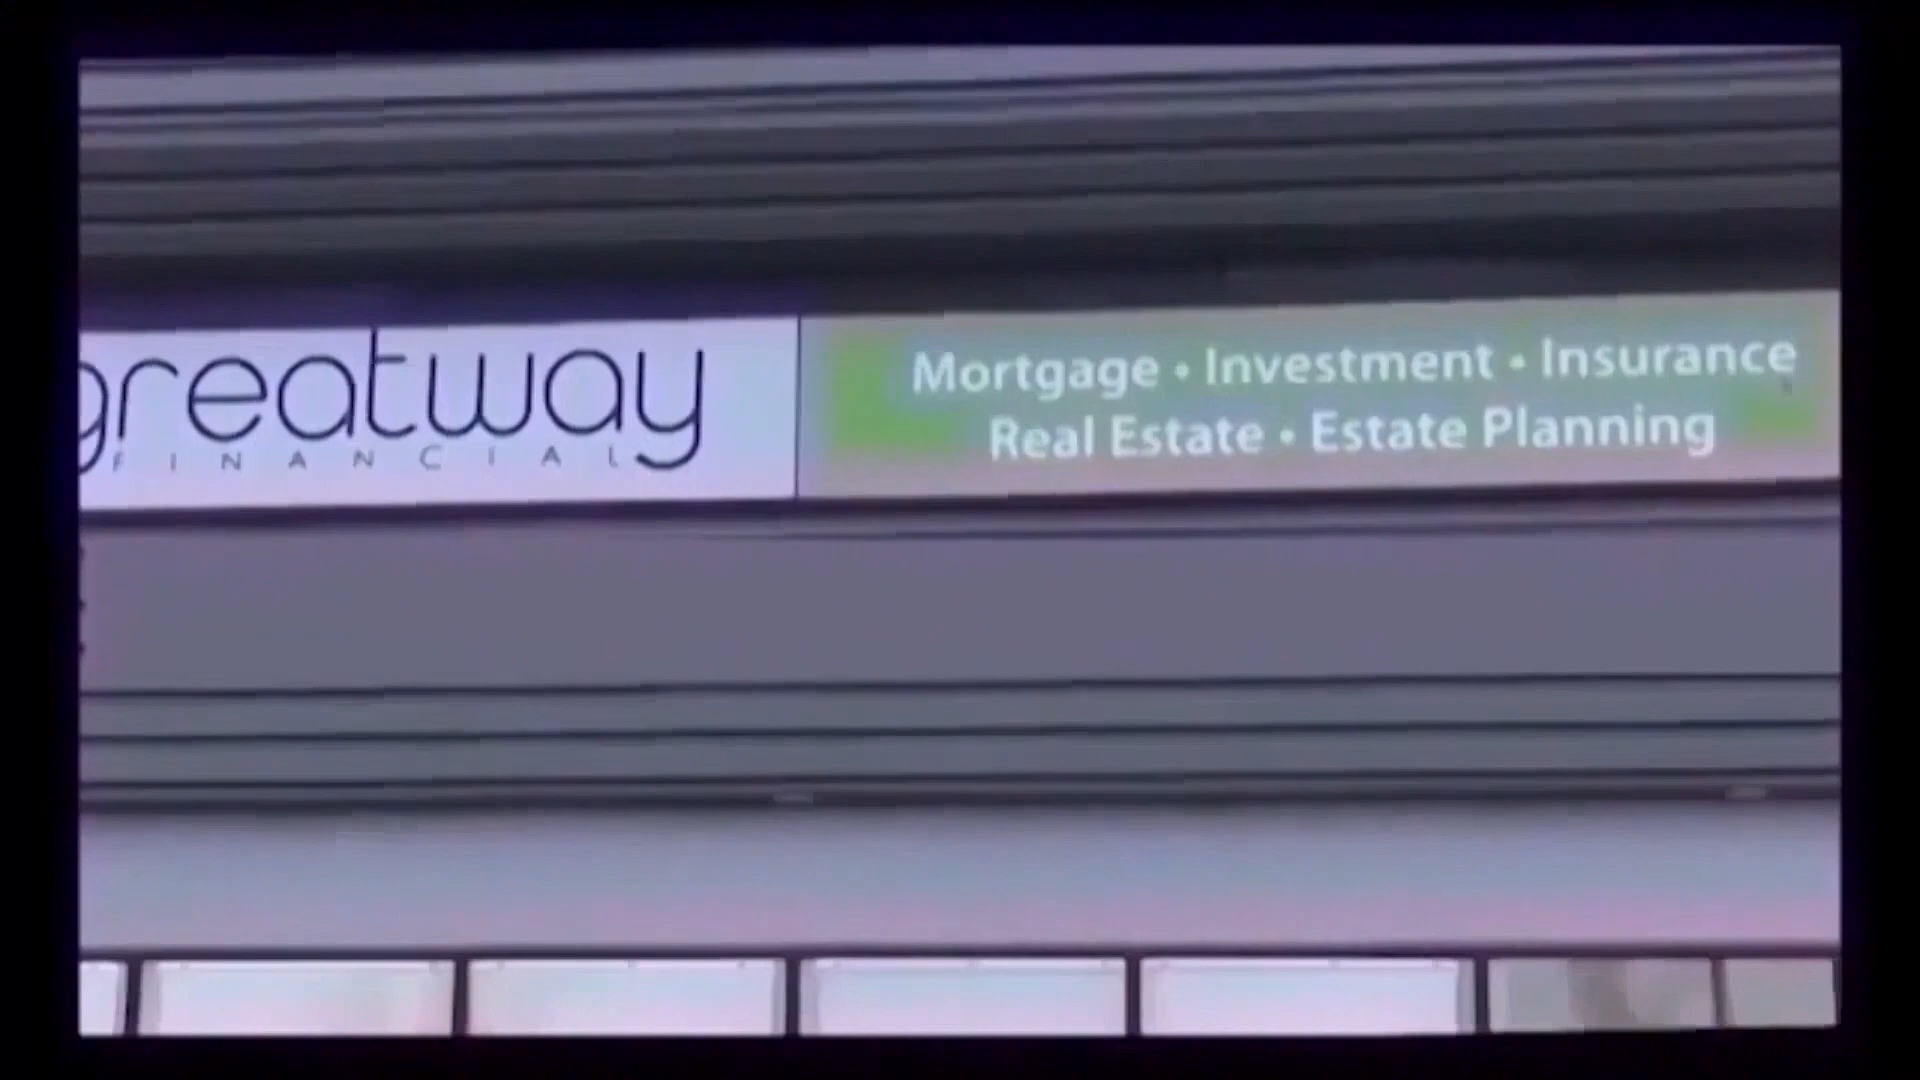 greatway
FINANCIAL
Mortgage • Investment • Insurance
Real Estate • Estate Planning